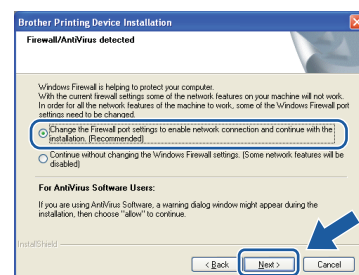 Brother Printing Device Installation
Firewall/AntiVirus detected
Windows Firewall is helping to protect your computer.
With the current firewall settings some of the network features on your machine will not work.
In order for all the network features of the machine to work, some of the Windows Firewall port
settings need to be changed.
Change the Firewall port settings to enable network connection and continue with the
installation. (Recommended)
Continue without changing the Windows Firewall settings. (Some network features will be
disabled)
For AntiVirus Software Users:
If you are using AntiVirus Software, a warning dialog window might appear during the
installation, then choose "allow" to continue.
InstallShield
< Back
Next >
Cancel